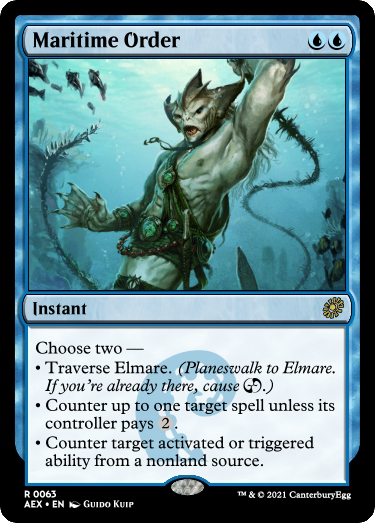 Maritime Order
Instant
Choose two —
• Traverse Elmare. (Planeswalk to Elmare.
If you're already there, cause .)
• Counter up to one target spell unless its
controller pays 2 .
• Counter target activated or triggered
ability from a nonland source.
R 0063
AEX • EN Guido Kuip
™ & © 2021 CanterburyEgg